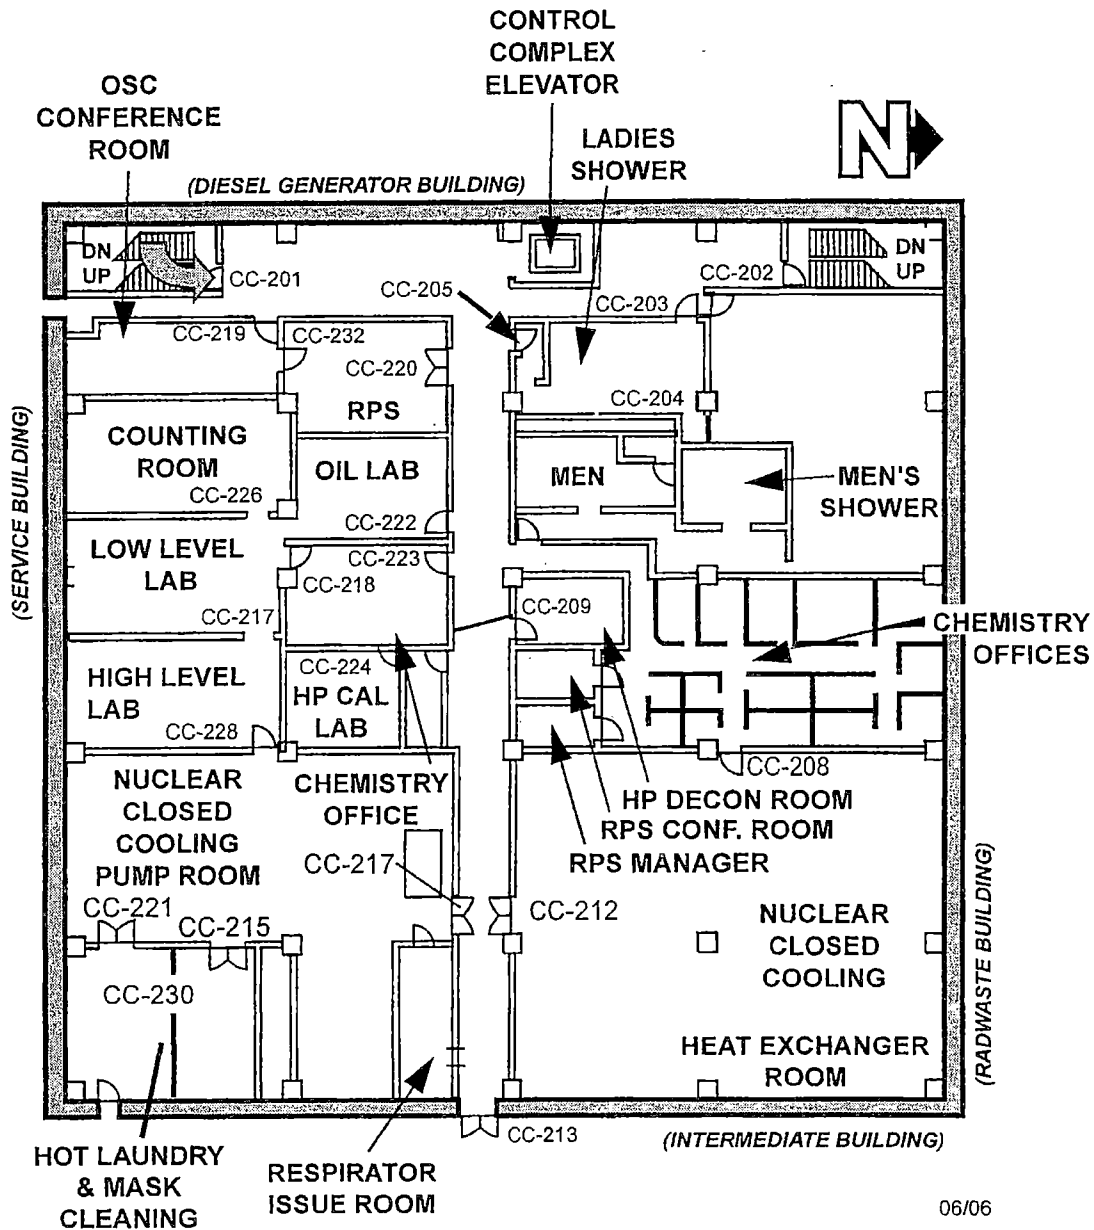 CONTROL
COMPLEX
ELEVATOR
OSC
CONFERENCE
ROOM
LADIES
SHOWER
N
(DIESEL GENERATOR BUILDING)
DN
UP
CC-201
CC-202
DN
UP
CC-205
CC-203
CC-219
CC-232
CC-220
RPS
CC-204
(SERVICE BUILDING)
COUNTING
ROOM
CC-226
OIL LAB
CC-222
MEN
MEN'S
SHOWER
LOW LEVEL
LAB
CC-217
CC-223
CC-218
CC-209
CHEMISTRY
OFFICES
HIGH LEVEL
LAB
CC-228
CC-224
HP CAL
LAB
NUCLEAR
CLOSED
COOLING
PUMP ROOM
CHEMISTRY
OFFICE
CC-208
HP DECON ROOM
RPS CONF. ROOM
RPS MANAGER
CC-217
CC-221
CC-215
CC-212
NUCLEAR
CLOSED
COOLING
(RADWASTE BUILDING)
CC-230
HEAT EXCHANGER
ROOM
CC-213
(INTERMEDIATE BUILDING)
HOT LAUNDRY
& MASK
CLEANING
RESPIRATOR
ISSUE ROOM
06/06